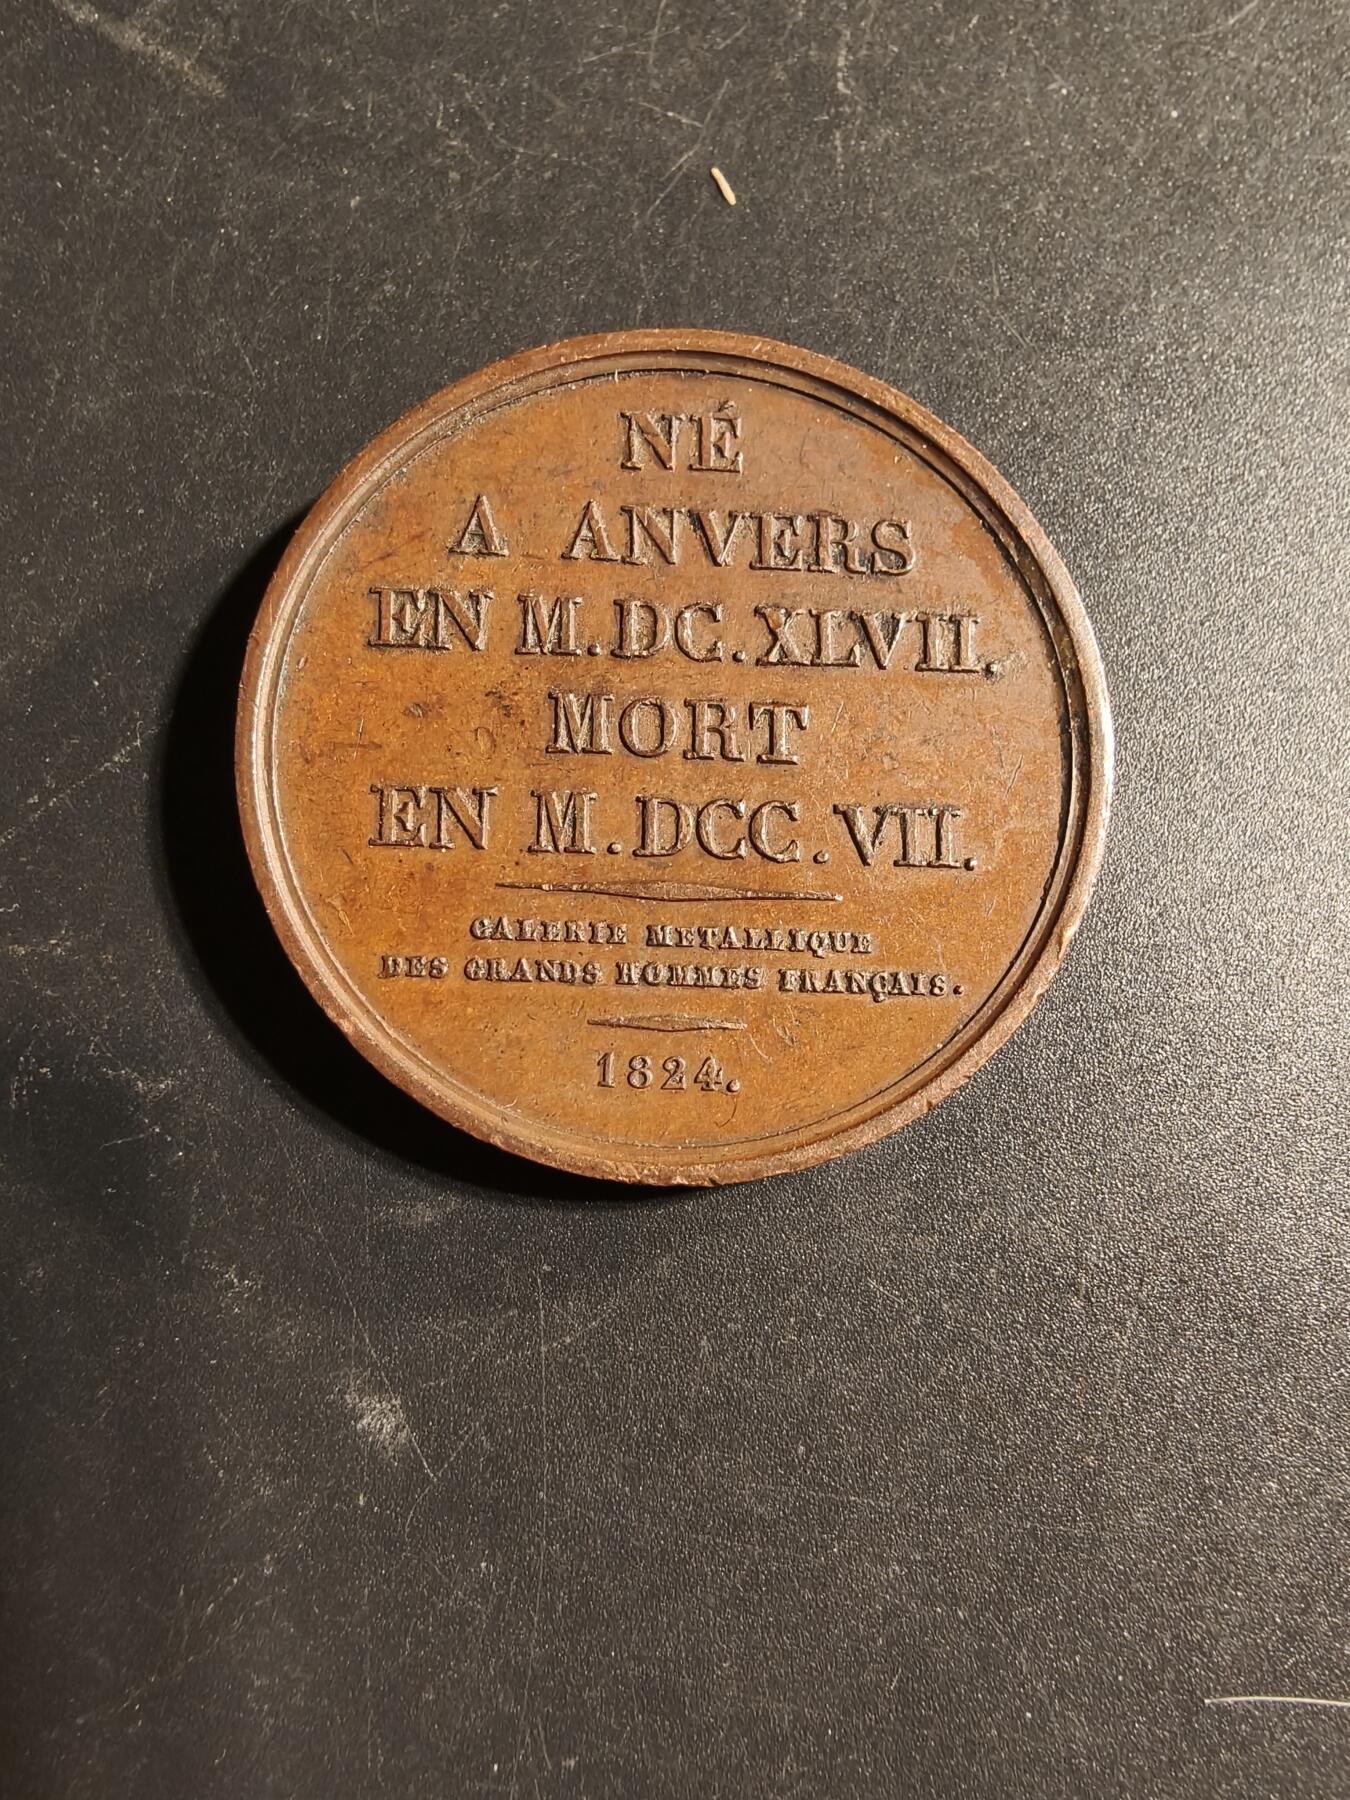 NÉ
A ANVERS
EN M.DC.XLVII.
MORT
EN M.DCC.VII.
GALERIE METALLIQUE
DES GRANDS HOMMES FRANÇAIS.
1824.